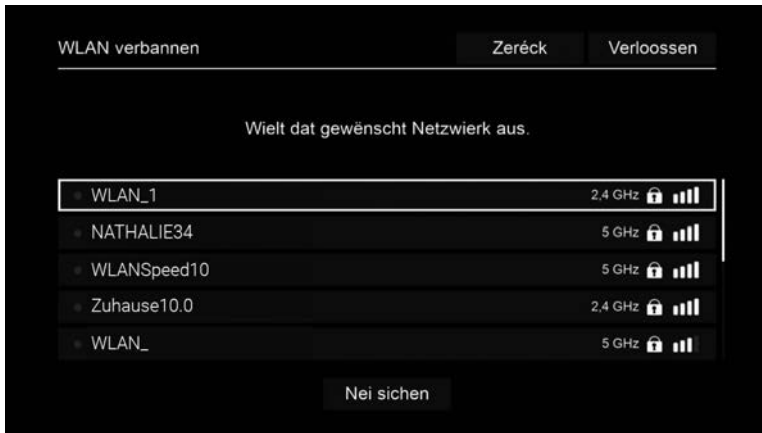 WLAN verbannen Zeréck Verloossen
Wielt dat gewënscht Netzwierk aus.
WLAN_1 2,4 GHz
NATHALIE34 5 GHz
WLANSpeed10 5 GHz
Zuhause10.0 2,4 GHz
WLAN_ 5 GHz
Nei sichen